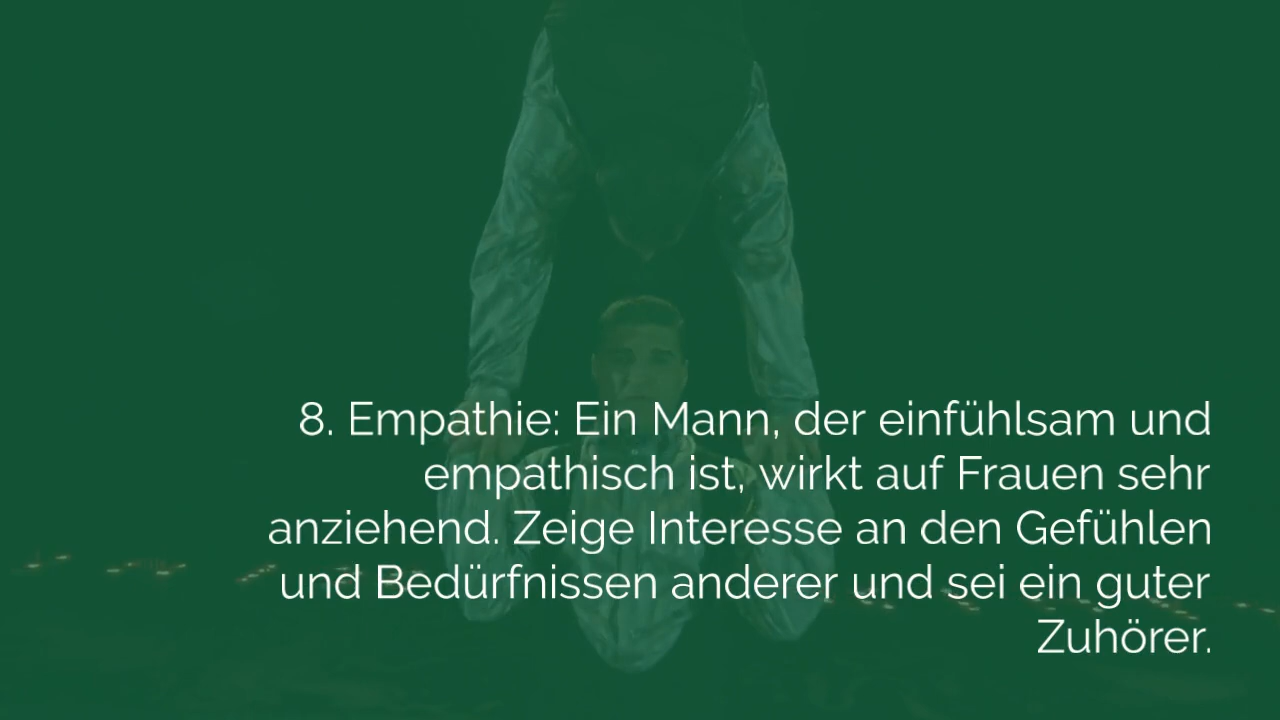 8. Empathie: Ein Mann, der einfühlsam und
empathisch ist, wirkt auf Frauen sehr
anziehend. Zeige Interesse an den Gefühlen
und Bedürfnissen anderer und sei ein guter
Zuhörer.